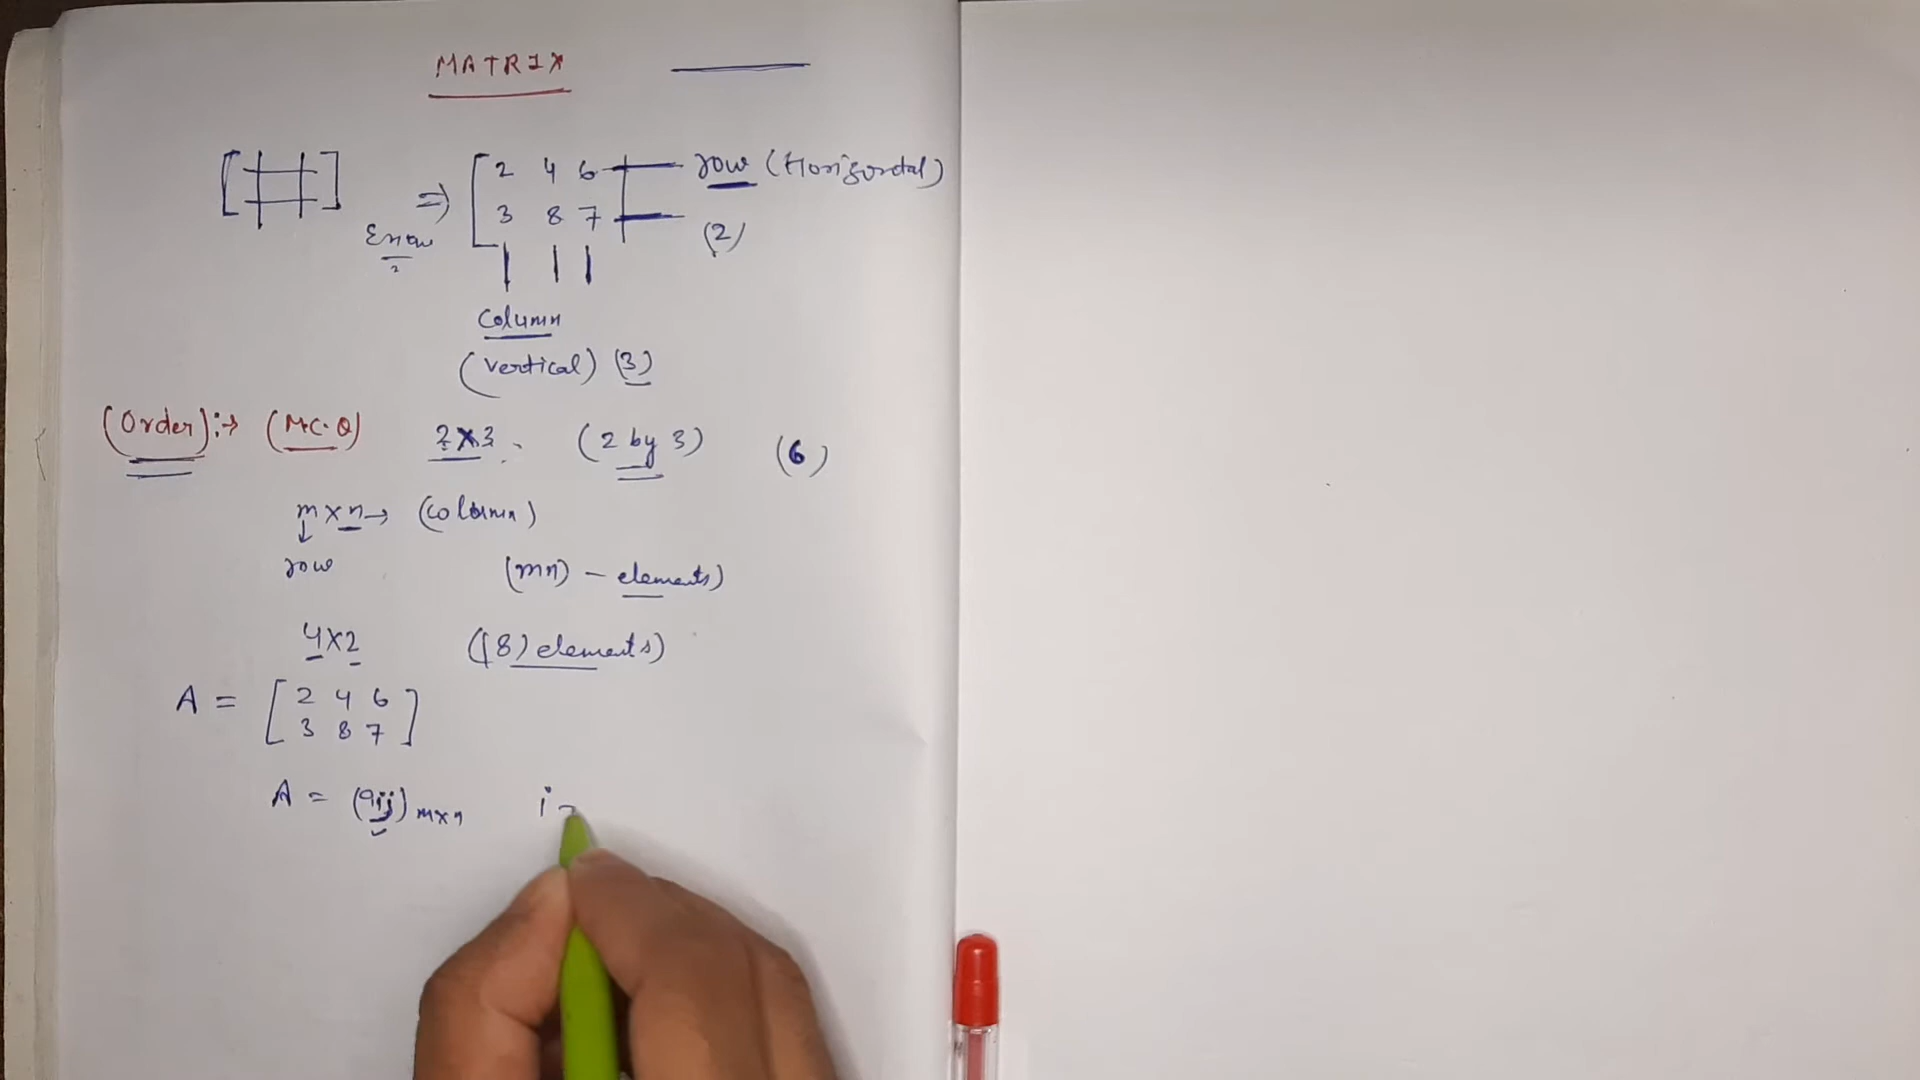 MATRIX
[ ] ⇒ [ 2 4 6 row (Horizontal)
3 8 7 (2)
Column
(vertical) (3)
(Order) :→ (M.C.Q) 2×3. (2 by 3) (6)
m×n → (column)
↓
row (mn) - elements)
4×2 ((8) elements)
A = [ 2 4 6 ]
3 8 7
A = (aij) m×n i